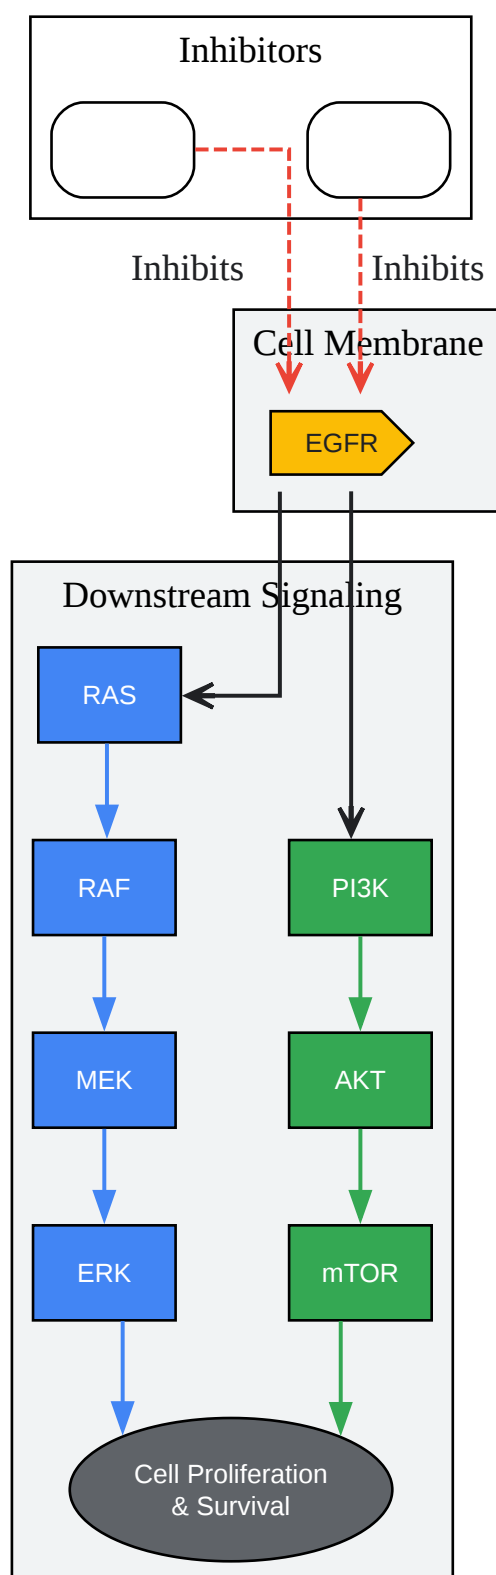 Inhibitors
Inhibits
Inhibits
Cell Membrane
EGFR
Downstream Signaling
RAS
RAF
PI3K
MEK
AKT
ERK
mTOR
Cell Proliferation
& Survival